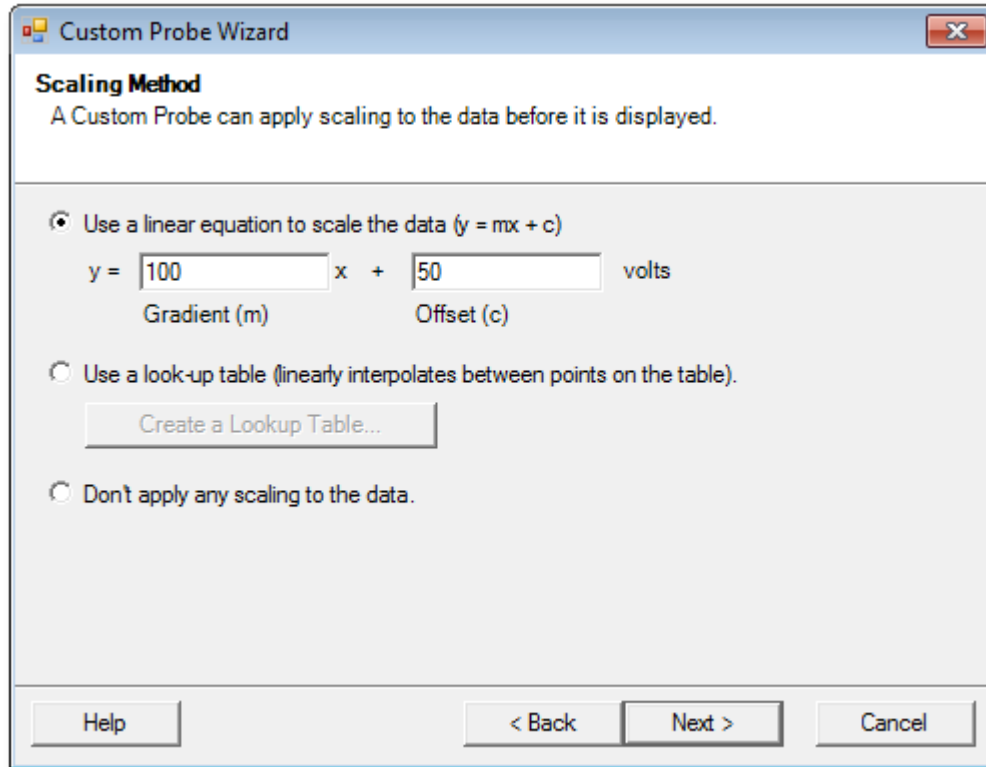 Custom Probe Wizard
Scaling Method
A Custom Probe can apply scaling to the data before it is displayed.
Use a linear equation to scale the data (y = mx + c)
y = 100 x + 50 volts
Gradient (m) Offset (c)
Use a look-up table (linearly interpolates between points on the table).
Create a Lookup Table...
Don't apply any scaling to the data.
Help < Back Next > Cancel